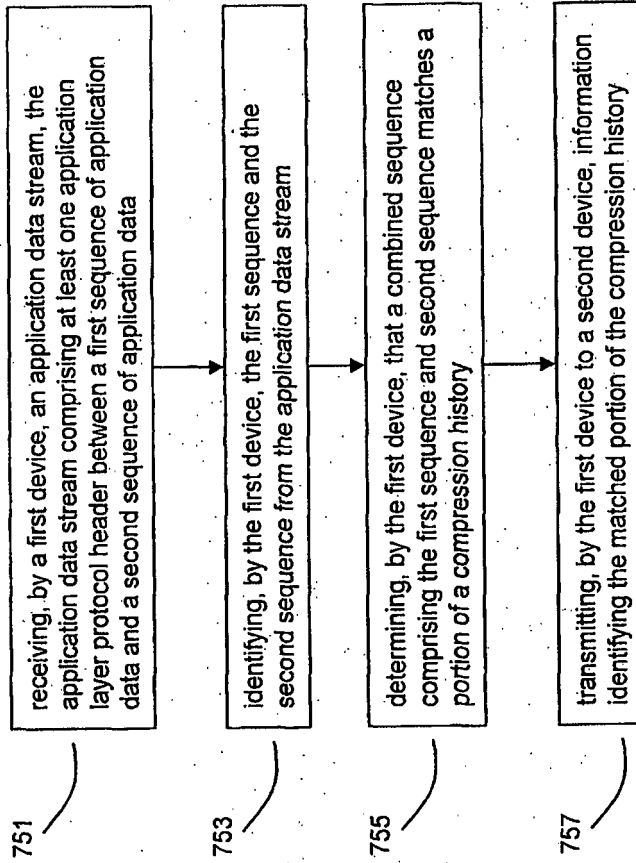 receiving, by a first device, an application data stream, the
application data stream comprising at least one application
layer protocol header between a first sequence of application
data and a second sequence of application data
751
identifying, by the first device, the first sequence and the
second sequence from the application data stream
753
determining, by the first device, that a combined sequence
comprising the first sequence and second sequence matches a
portion of a compression history
755
transmitting, by the first device to a second device, information
identifying the matched portion of the compression history
757